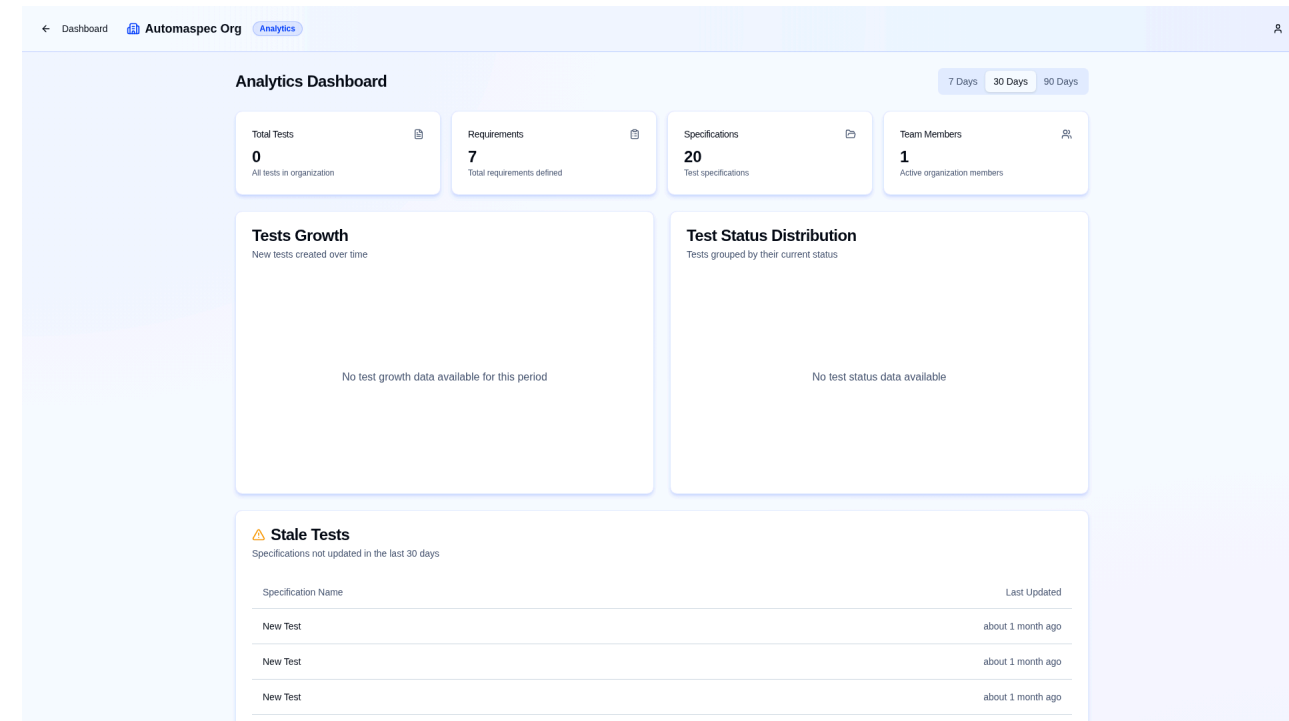 Dashboard
Automaspec Org
Analytics
Analytics Dashboard
7 Days
30 Days
90 Days
Total Tests
0
All tests in organization
Requirements
7
Total requirements defined
Specifications
20
Test specifications
Team Members
1
Active organization members
Tests Growth
New tests created over time
No test growth data available for this period
Test Status Distribution
Tests grouped by their current status
No test status data available
Stale Tests
Specifications not updated in the last 30 days
Specification Name Last Updated
New Test about 1 month ago
New Test about 1 month ago
New Test about 1 month ago